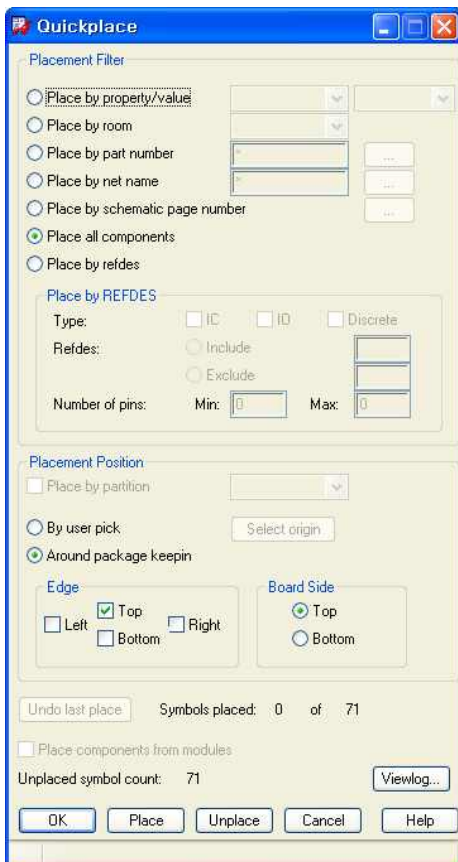 Quickplace
Placement Filter
Place by property/value
Place by room
Place by part number *
...
Place by net name *
...
Place by schematic page number
...
Place all components
Place by refdes
Place by REFDES
Type: IC IO Discrete
Refdes: Include
Exclude
Number of pins: Min: 0 Max: 0
Placement Position
Place by partition
By user pick Select origin
Around package keepin
Edge
Top
Left Right
Bottom
Board Side
Top
Bottom
Undo last place Symbols placed: 0 of 71
Place components from modules
Unplaced symbol count: 71 Viewlog...
OK Place Unplace Cancel Help